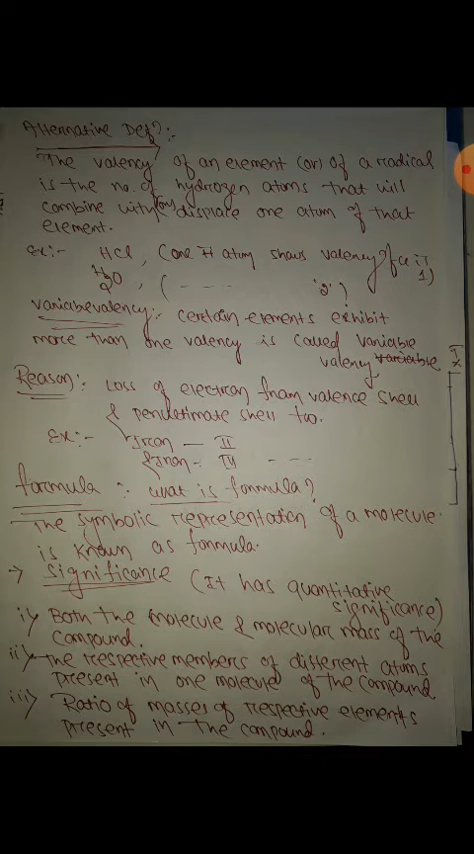 Alternative Defn:-
The valency of an element (or) of a radical
is the no. of hydrogen atoms that will
combine with (or) displace one atom of that
element.
Ex:- HCl, (one H atom shows valency of Cl is 1)
H2O, ( - - - - '2' )
variable valency:- certain elements exhibit
more than one valency is called variable
valency variable
Reason:- Loss of electron from valence shell
& penultimate shell too.
Ex:- Iron — II
Iron - III - - -
formula : what is formula?
The symbolic representation of a molecule
is known as formula.
→ significance (It has quantitative
significance)
i) Both the molecule & molecular mass of the
compound.
ii) The respective members of different atoms
present in one molecule of the compound
iii) Ratio of masses of respective elements
present in the compound.